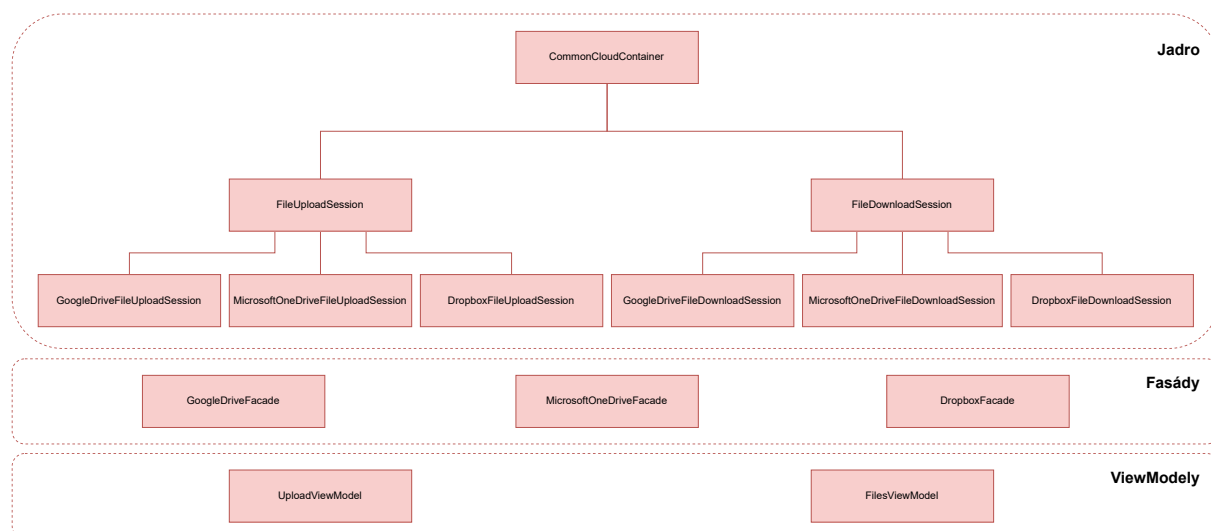 CommonCloudContainer
Jadro
FileUploadSession
FileDownloadSession
GoogleDriveFileUploadSession
MicrosoftOneDriveFileUploadSession
DropboxFileUploadSession
GoogleDriveFileDownloadSession
MicrosoftOneDriveFileDownloadSession
DropboxFileDownloadSession
Fasády
GoogleDriveFacade
MicrosoftOneDriveFacade
DropboxFacade
ViewModely
UploadViewModel
FilesViewModel